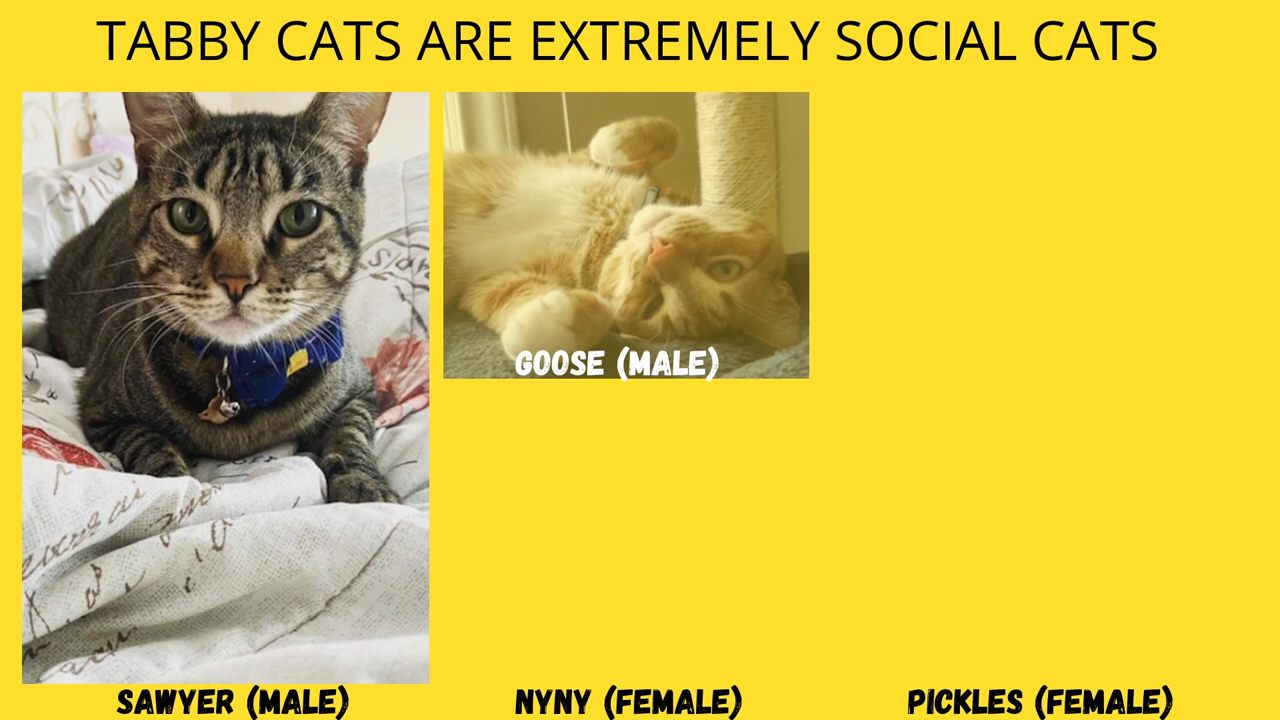 TABBY CATS ARE EXTREMELY SOCIAL CATS
GOOSE (MALE)
SAWYER (MALE)
NYNY (FEMALE)
PICKLES (FEMALE)